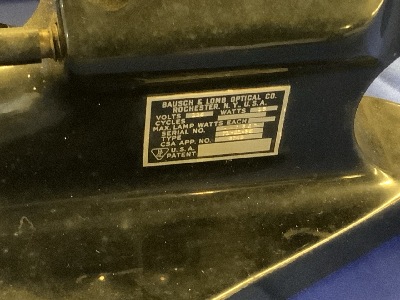 BAUSCH & LOMB OPTICAL CO.
ROCHESTER, N. Y., U. S. A.
VOLTS 115 WATTS
CYCLES
MAX. LAMP WATTS EACH
SERIAL NO.
TYPE
CSA APP. NO.
U. S. A.
PATENT